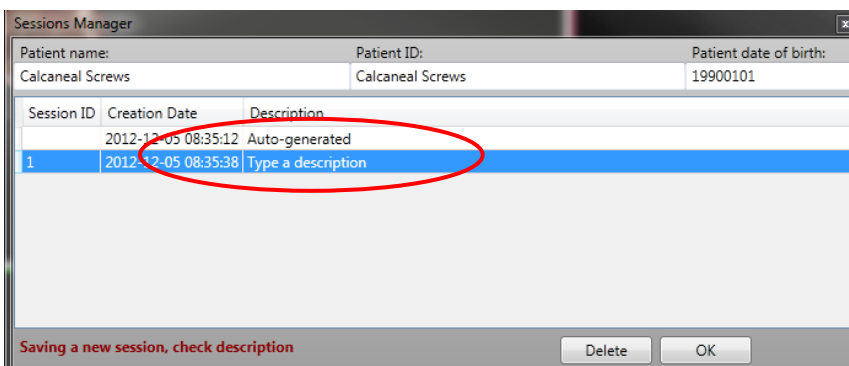 Sessions Manager x
Patient name: Patient ID: Patient date of birth:
Calcaneal Screws Calcaneal Screws 19900101
Session ID Creation Date Description
2012-12-05 08:35:12 Auto-generated
1 2012-12-05 08:35:38 Type a description
Saving a new session, check description Delete OK